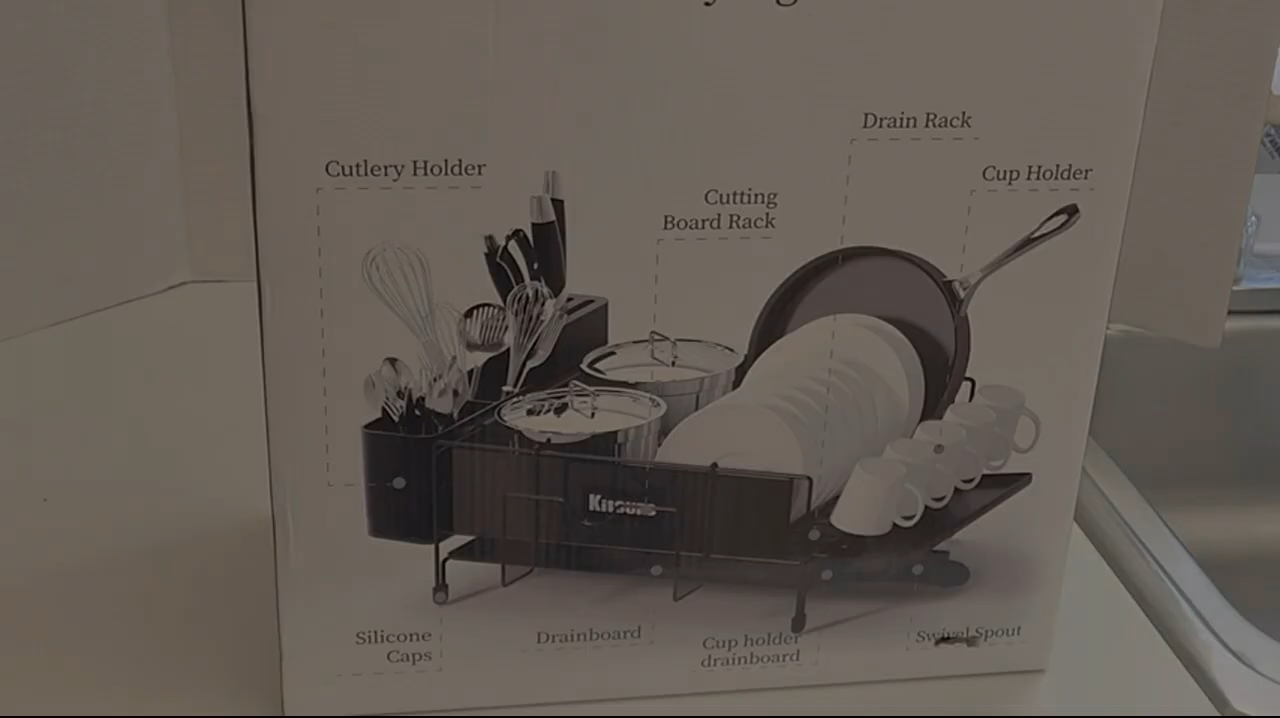 Drain Rack
Cutlery Holder
Cup Holder
Cutting
Board Rack
Silicone
Caps
Drainboard
Cup holder
drainboard
Swivel Spout